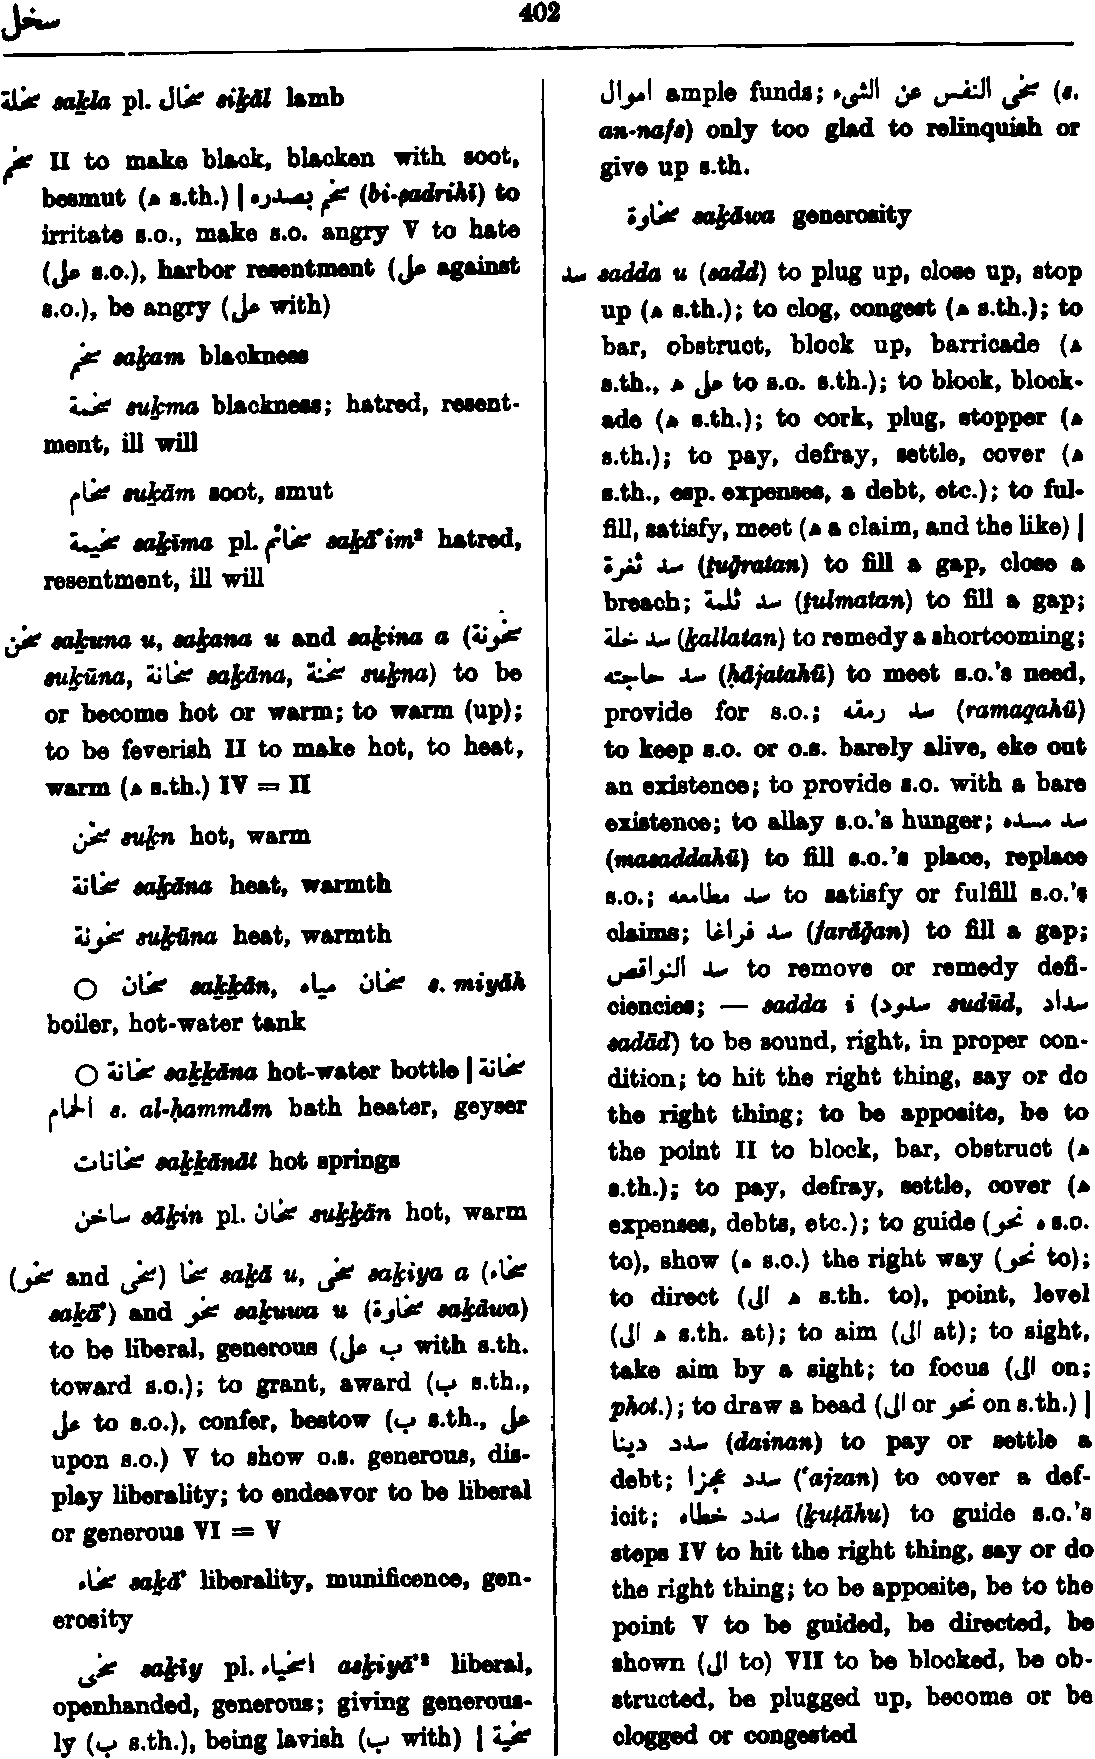 سخل
402
سخلة saḵla pl. سخال siḵāl lamb
سخم II to make black, blacken with soot,
besmut (ه s.th.) | سخم بصدره (bi-ṣadrihī) to
irritate s.o., make s.o. angry V to hate
(على s.o.), harbor resentment (على against
s.o.), be angry (على with)
سخم saḵam blackness
سخمة suḵma blackness; hatred, resent-
ment, ill will
سخام suḵām soot, smut
سخيمة saḵīma pl. سخائم saḵā'im² hatred,
resentment, ill will
سخن saḵuna u, saḵana u and saḵina a (سخونة
suḵūna, سخانة saḵāna, سخنة suḵna) to be
or become hot or warm; to warm (up);
to be feverish II to make hot, to heat,
warm (ه s.th.) IV = II
سخن suḵn hot, warm
سخانة saḵāna heat, warmth
سخونة suḵūna heat, warmth
○ سخان saḵḵān, سخان مياه s. miyāh
boiler, hot-water tank
○ سخانة saḵḵāna hot-water bottle | سخانة
الحمام s. al-ḥammām bath heater, geyser
سخانات saḵḵānāt hot springs
ساخن sāḵin pl. سخان suḵḵān hot, warm
(سخو and سخى) سخا saḵā u, سخى saḵiya a (سخاء
saḵā') and سخو saḵuwa u (سخاوة saḵāwa)
to be liberal, generous (ب على with s.th.
toward s.o.); to grant, award (ب s.th.,
على to s.o.), confer, bestow (ب s.th., على
upon s.o.) V to show o.s. generous, dis-
play liberality; to endeavor to be liberal
or generous VI = V
سخاء saḵā' liberality, munificence, gen-
erosity
سخى saḵīy pl. اسخياء asḵiyā'² liberal,
openhanded, generous; giving generous-
ly (ب s.th.), being lavish (ب with) | سخية
اموال ample funds; سخى النفس عن الشىء (s.
an-nafs) only too glad to relinquish or
give up s.th.
سخاوة saḵāwa generosity
سد sadda u (sadd) to plug up, close up, stop
up (ه s.th.); to clog, congest (ه s.th.); to
bar, obstruct, block up, barricade (ه
s.th., ه على to s.o. s.th.); to block, block-
ade (ه s.th.); to cork, plug, stopper (ه
s.th.); to pay, defray, settle, cover (ه
s.th., esp. expenses, a debt, etc.); to ful-
fill, satisfy, meet (ه a claim, and the like) |
سد ثغرة (ṯuḡratan) to fill a gap, close a
breach; سد ثلمة (ṯulmatan) to fill a gap;
سد خلة (ḵallatan) to remedy a shortcoming;
سد حاجته (ḥājatahū) to meet s.o.'s need,
provide for s.o.; سد رمقه (ramaqahū)
to keep s.o. or o.s. barely alive, eke out
an existence; to provide s.o. with a bare
existence; to allay s.o.'s hunger; سد مسده
(masaddahū) to fill s.o.'s place, replace
s.o.; سد مطامعه to satisfy or fulfill s.o.'s
claims; سد فراغا (farāḡan) to fill a gap;
سد النواقص to remove or remedy defi-
ciencies; — sadda i (سدود sudūd, سداد
sadād) to be sound, right, in proper con-
dition; to hit the right thing, say or do
the right thing; to be apposite, be to
the point II to block, bar, obstruct (ه
s.th.); to pay, defray, settle, cover (ه
expenses, debts, etc.); to guide (ه نحو s.o.
to), show (ه s.o.) the right way (نحو to);
to direct (ه الى s.th. to), point, level
(ه الى s.th. at); to aim (الى at); to sight,
take aim by a sight; to focus (الى on;
phot.); to draw a bead (الى or نحو on s.th.) |
سدد دينا (dainan) to pay or settle a
debt; سدد عجزا ('ajzan) to cover a def-
icit; سدد خطاه (ḵuṭāhu) to guide s.o.'s
steps IV to hit the right thing, say or do
the right thing; to be apposite, be to the
point V to be guided, be directed, be
shown (الى to) VII to be blocked, be ob-
structed, be plugged up, become or be
clogged or congested